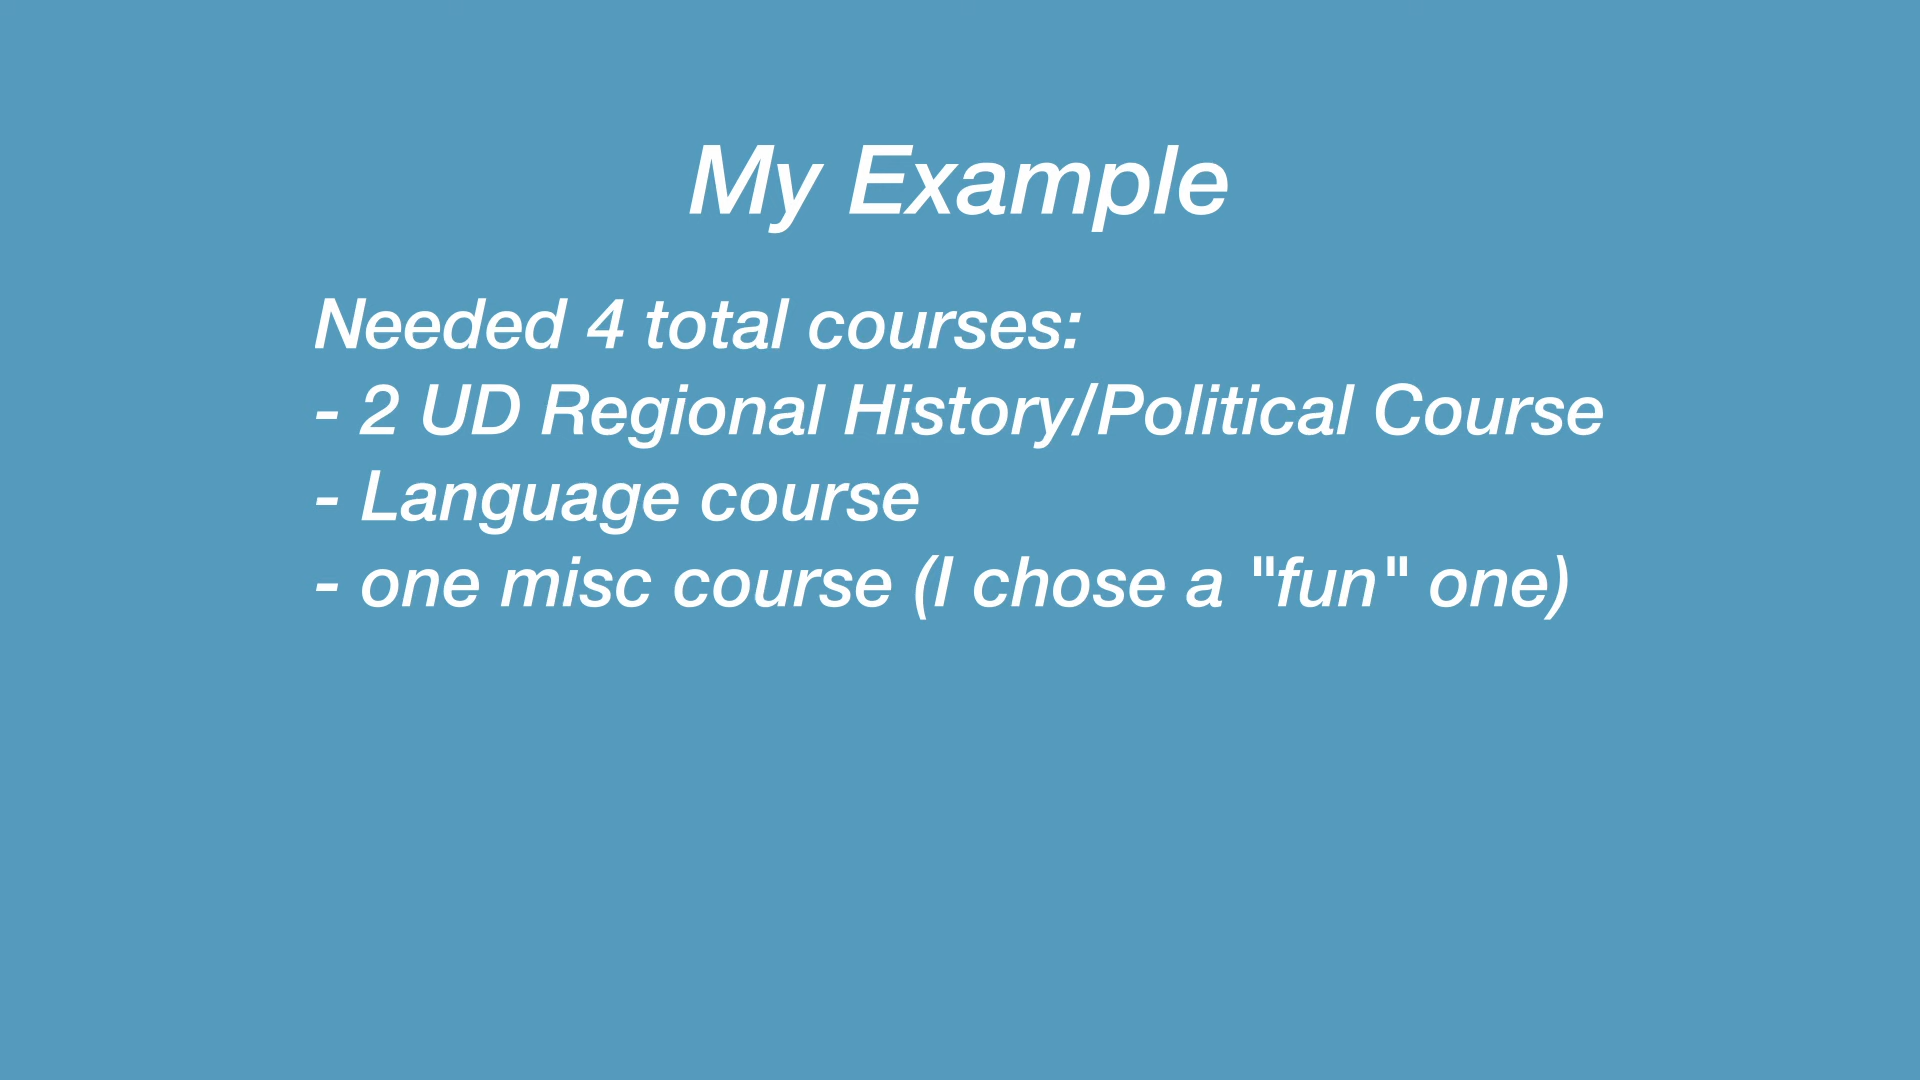 My Example
Needed 4 total courses:
- 2 UD Regional History/Political Course
- Language course
- one misc course (I chose a "fun" one)